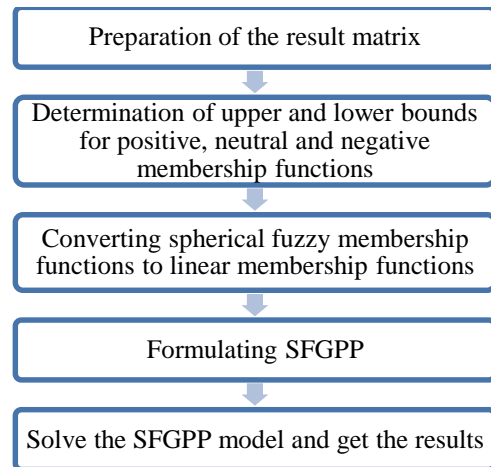 Preparation of the result matrix
Determination of upper and lower bounds
for positive, neutral and negative
membership functions
Converting spherical fuzzy membership
functions to linear membership functions
Formulating SFGPP
Solve the SFGPP model and get the results